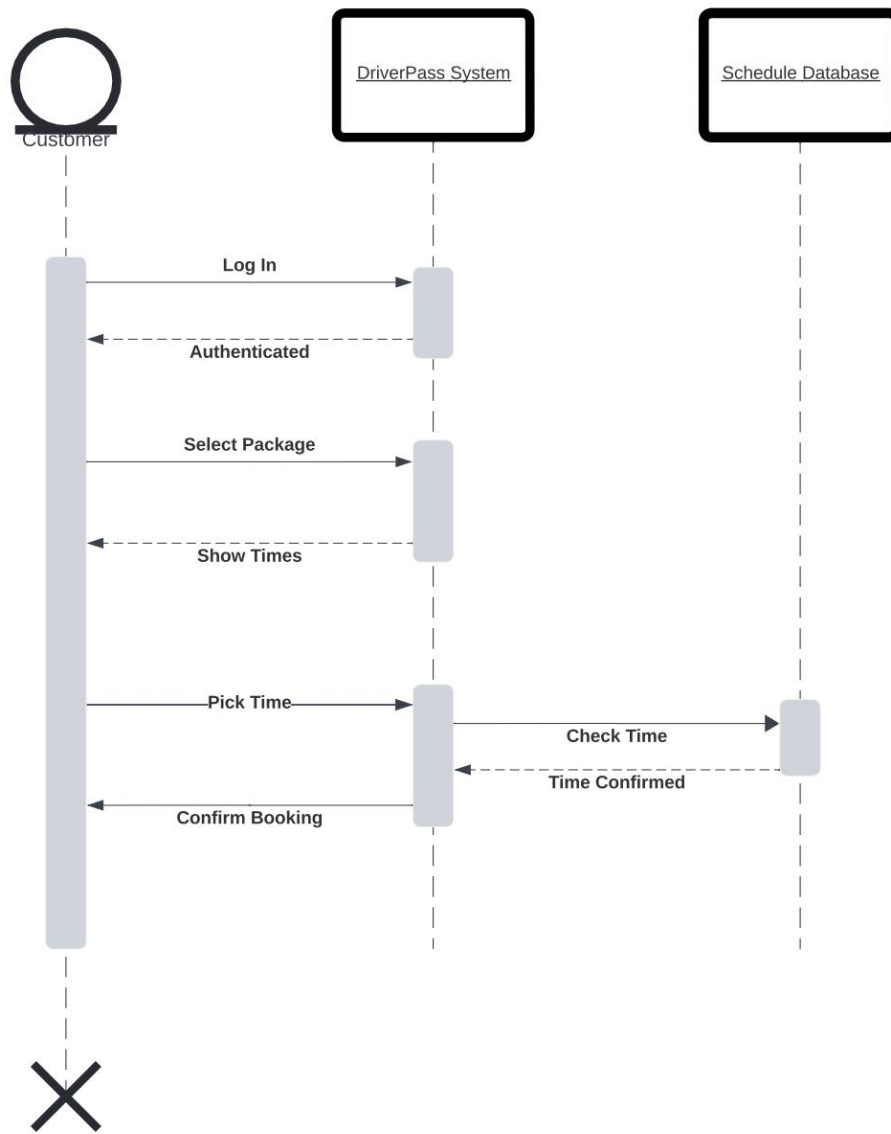 DriverPass System
Schedule Database
Customer
Log In
Authenticated
Select Package
Show Times
Pick Time
Check Time
Time Confirmed
Confirm Booking